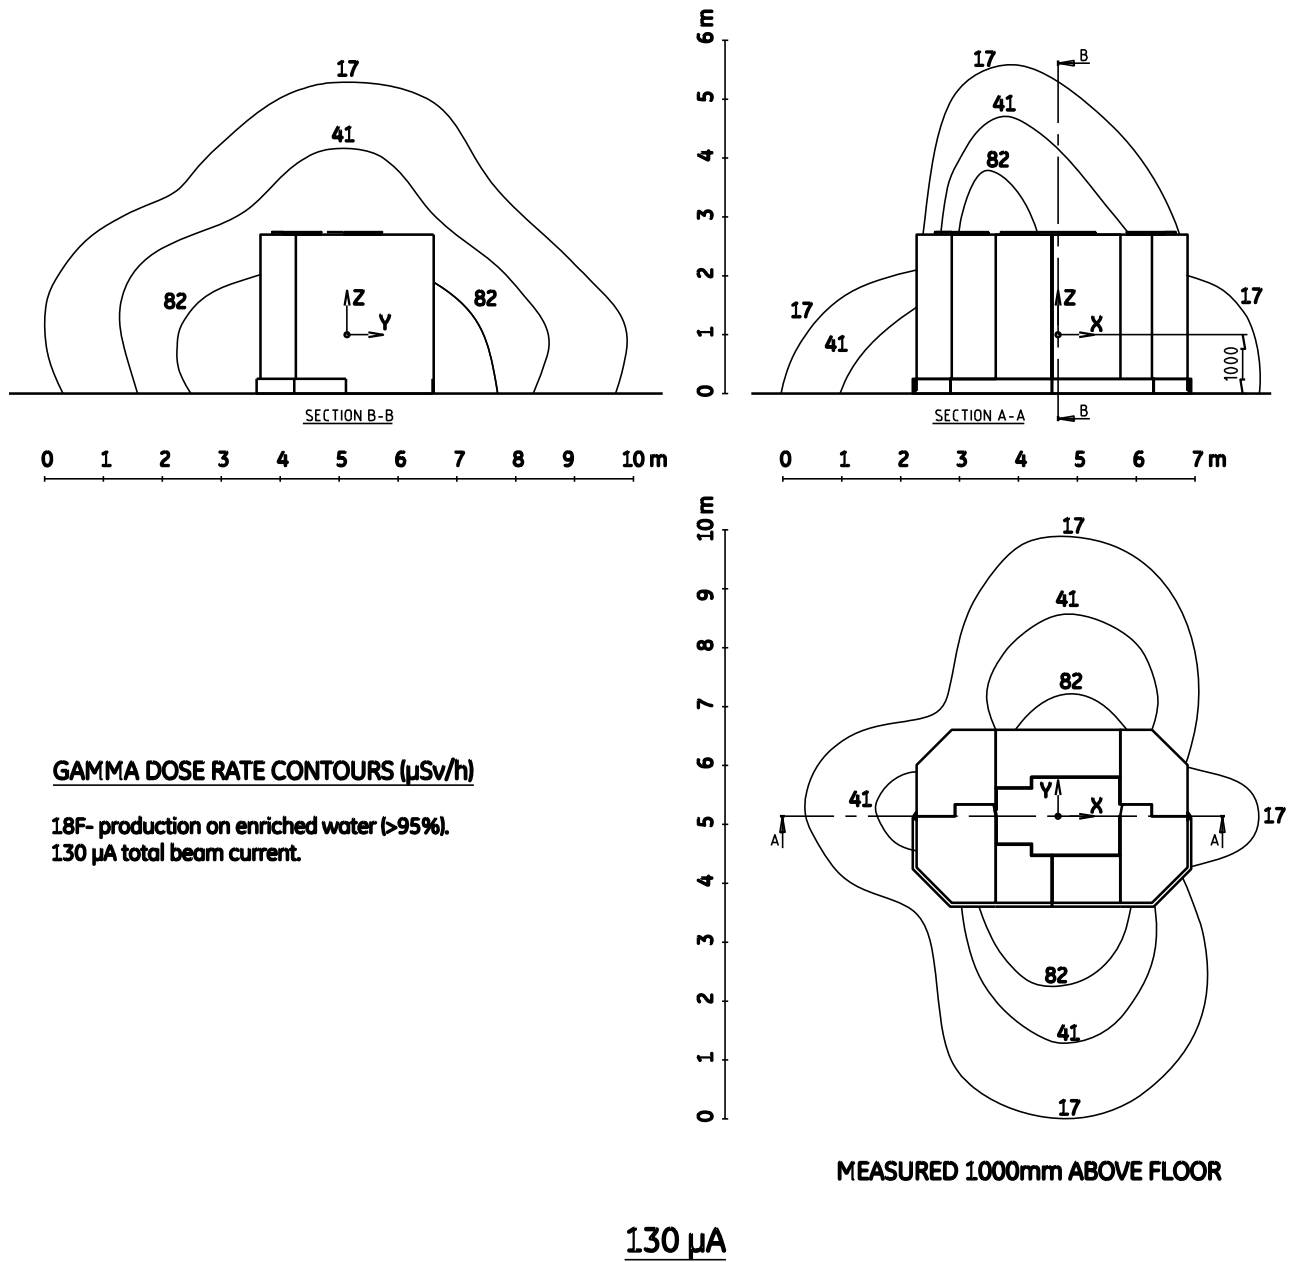 17
41
82
82
Z
Y
SECTION B-B
0 1 2 3 4 5 6 7 8 9 10 m
6 m
5
4
3
2
1
0
B
17
41
82
17
41
17
Z
X
1000
SECTION A-A
B
0 1 2 3 4 5 6 7 m
10 m
9
8
7
6
5
4
3
2
1
0
17
41
82
41
Y
X
17
A
A
82
41
17
GAMMA DOSE RATE CONTOURS (µSv/h)
18F- production on enriched water (>95%).
130 µA total beam current.
MEASURED 1000mm ABOVE FLOOR
130 µA